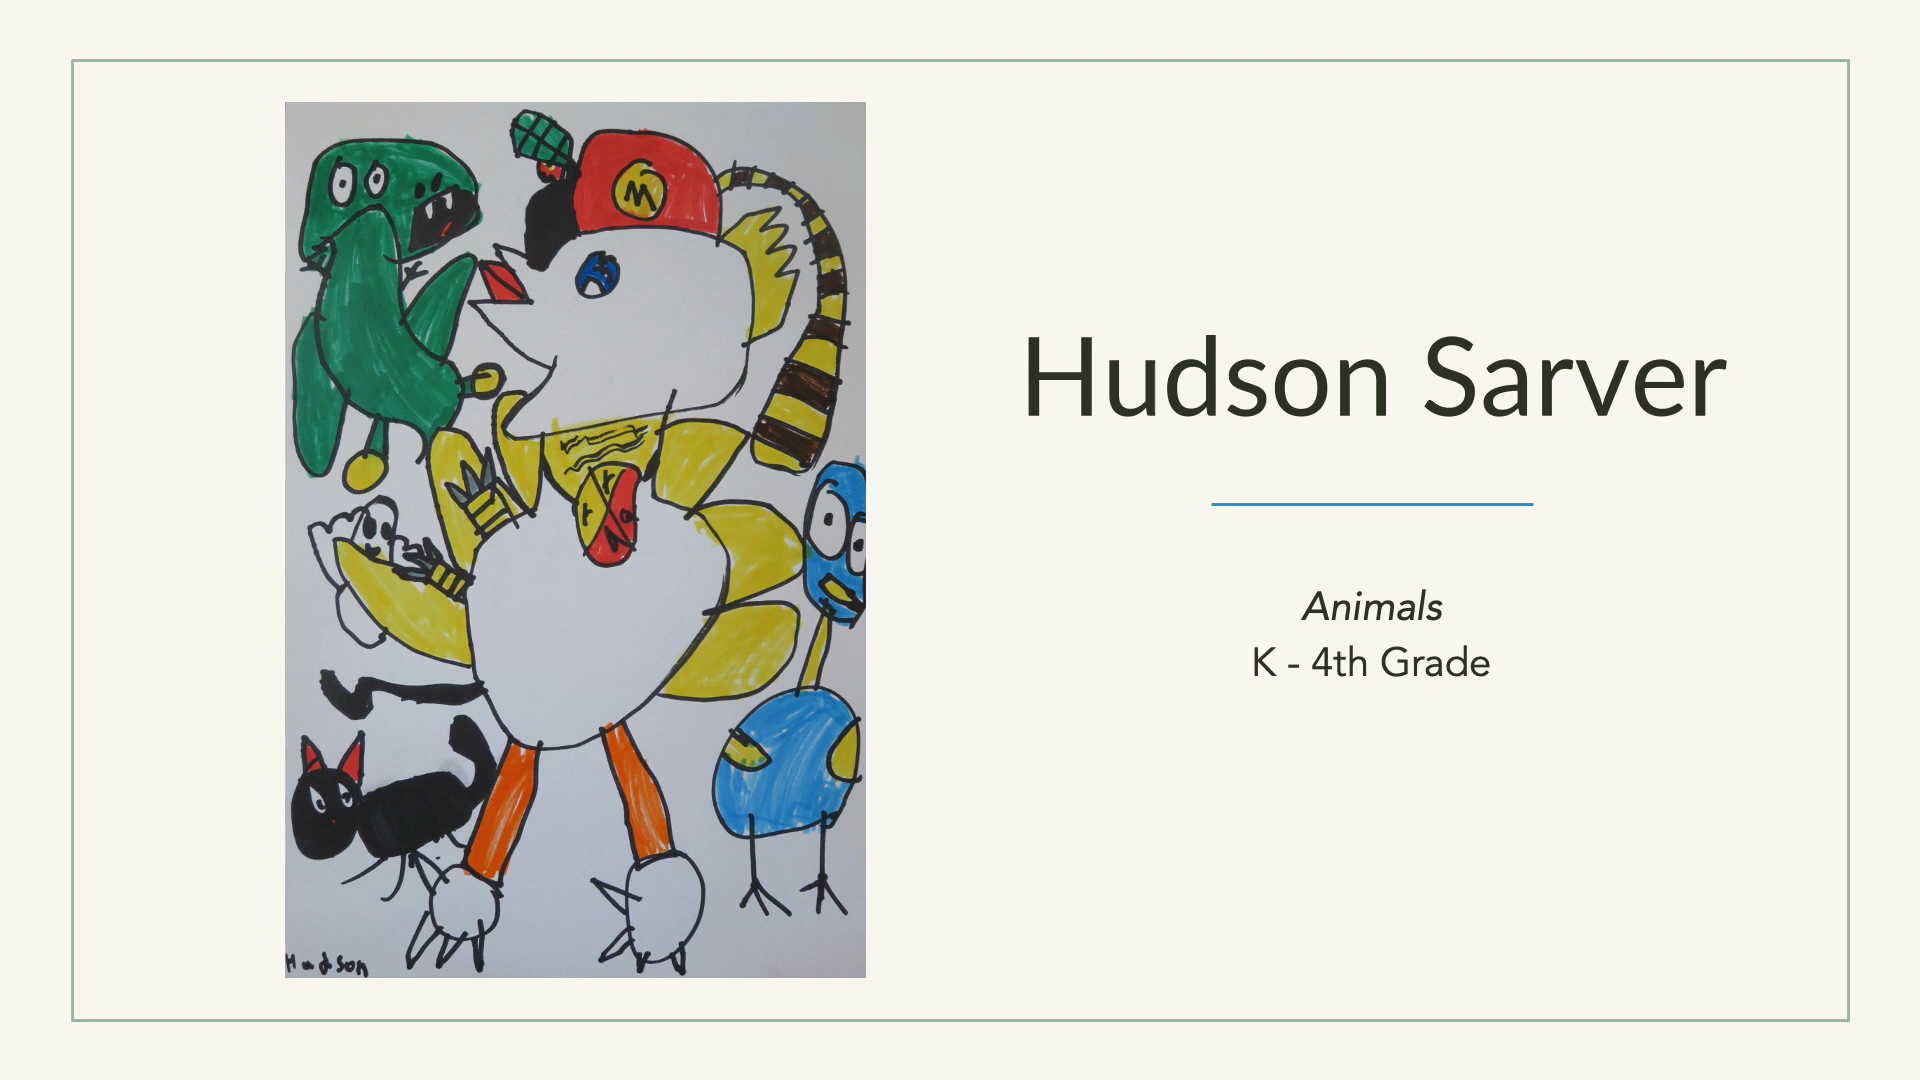 M
Hudson
Hudson Sarver
Animals
K - 4th Grade